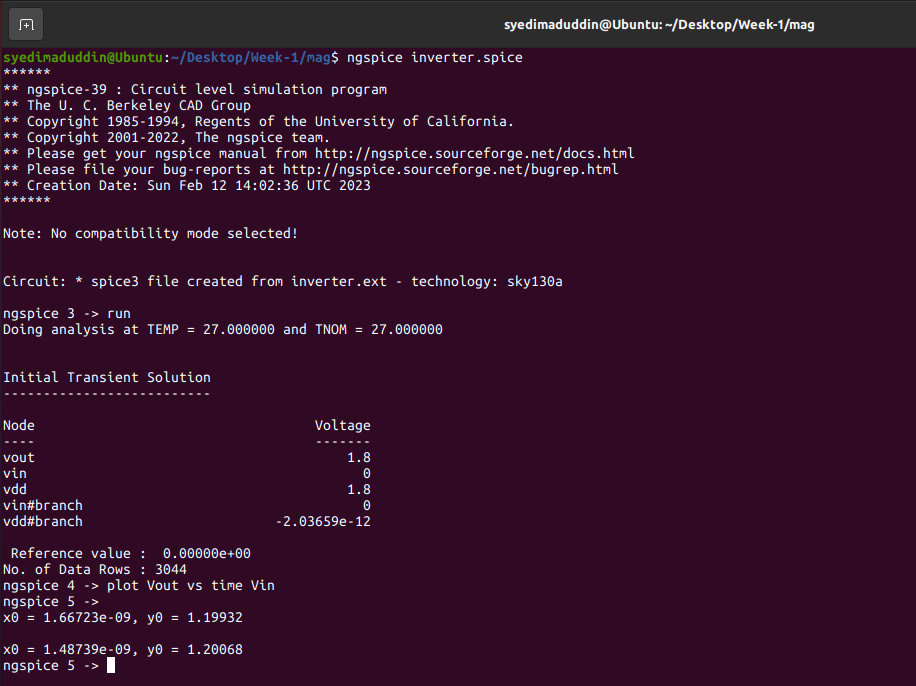 syedimaduddin@Ubuntu: ~/Desktop/Week-1/mag
syedimaduddin@Ubuntu:~/Desktop/Week-1/mag$ ngspice inverter.spice
******
** ngspice-39 : Circuit level simulation program
** The U. C. Berkeley CAD Group
** Copyright 1985-1994, Regents of the University of California.
** Copyright 2001-2022, The ngspice team.
** Please get your ngspice manual from http://ngspice.sourceforge.net/docs.html
** Please file your bug-reports at http://ngspice.sourceforge.net/bugrep.html
** Creation Date: Sun Feb 12 14:02:36 UTC 2023
******
Note: No compatibility mode selected!
Circuit: * spice3 file created from inverter.ext - technology: sky130a
ngspice 3 -> run
Doing analysis at TEMP = 27.000000 and TNOM = 27.000000
Initial Transient Solution
--------------------------
Node                                   Voltage
----                                   -------
vout                                       1.8
vin                                          0
vdd                                        1.8
vin#branch                                   0
vdd#branch                        -2.03659e-12
Reference value :  0.00000e+00
No. of Data Rows : 3044
ngspice 4 -> plot Vout vs time Vin
ngspice 5 ->
x0 = 1.66723e-09, y0 = 1.19932
x0 = 1.48739e-09, y0 = 1.20068
ngspice 5 ->